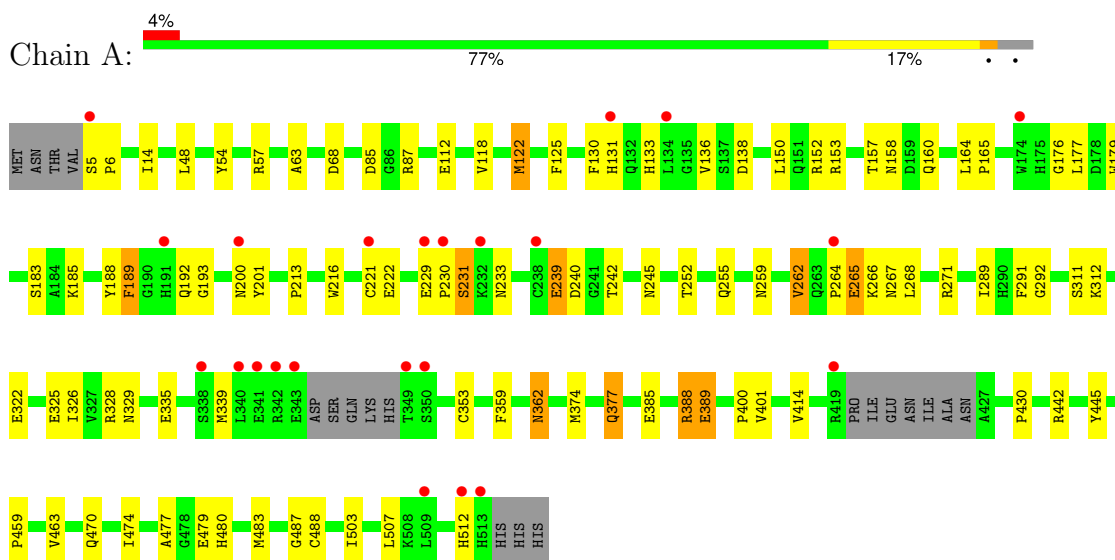 4%
Chain A:
77% 17% • •
MET ASN THR VAL S5 P6 I14 L48 Y54 R57 A63 D68 D85 G86 R87 E112 V118 M122 F125 F130 H131 Q132 H133 L134 G135 V136 S137 D138 L150 Q151 R152 R153 T157 N158 D159 Q160 L164 P165 W174 H175 G176 L177 D178 W179
S183 A184 K185 Y188 F189 G190 H191 Q192 G193 N200 Y201 P213 W216 C221 E222 E229 P230 S231 K232 N233 C238 E239 D240 G241 T242 N245 T252 Q255 N259 V262 Q263 P264 E265 K266 N267 L268 R271 I289 H290 F291 G292 S311 K312
E322 E325 I326 V327 R328 N329 E335 S338 M339 L340 E341 R342 E343 ASP SER GLN LYS HIS T349 S350 C353 F359 N362 M374 Q377 E385 R388 E389 P400 V401 V414 R419 PRO ILE GLU ASN ILE ALA ASN A427 P430 R442 Y445
P459 V463 Q470 I474 A477 G478 E479 H480 M483 G487 C488 I503 L507 K508 L509 H512 H513 HIS HIS HIS